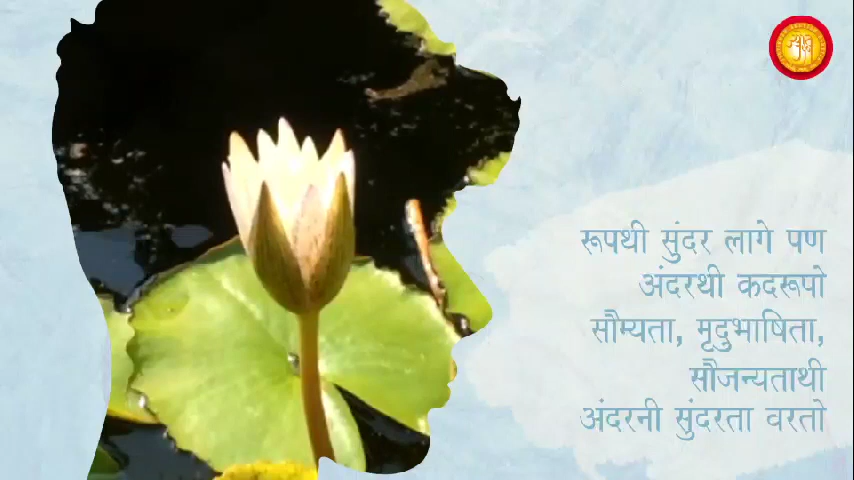 रूपथी सुंदर लागे पण
अंदरथी कदरूपो
सौम्यता, मृदुभाषिता,
सौजन्यताथी
अंदरनी सुंदरता वरतो